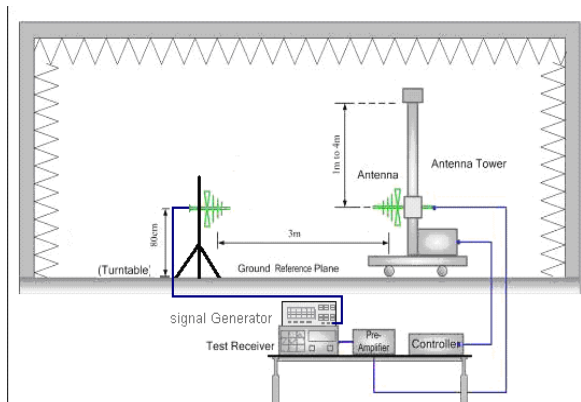 1m to 4m
Antenna
Antenna Tower
80cm
3m
(Turntable)
Ground Reference Plane
signal Generator
Test Receiver
Pre-
Amplifier
Controller